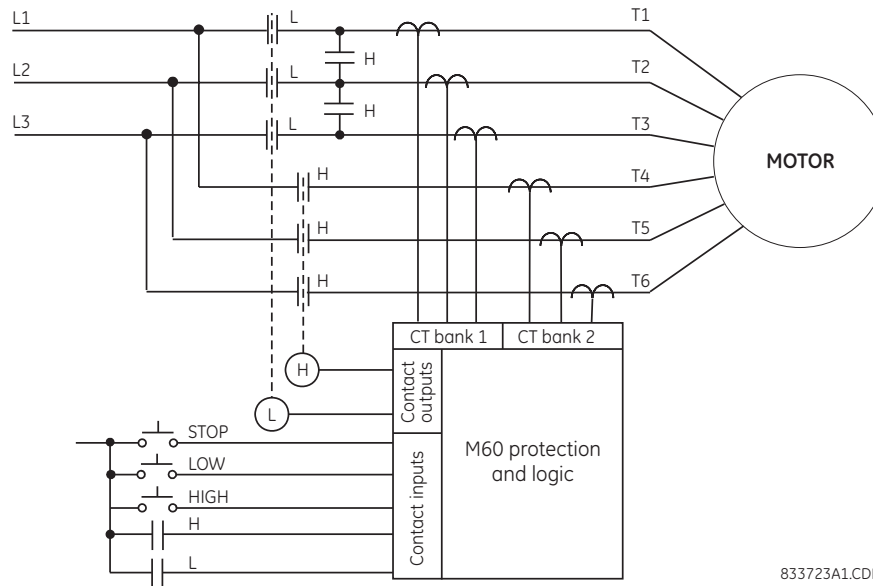 L1
L
T1
H
L2
L
T2
H
L3
L
T3
MOTOR
H
T4
H
T5
H
T6
CT bank 1
CT bank 2
H
Contact
outputs
L
STOP
M60 protection
and logic
LOW
Contact inputs
HIGH
H
L
833723A1.CD